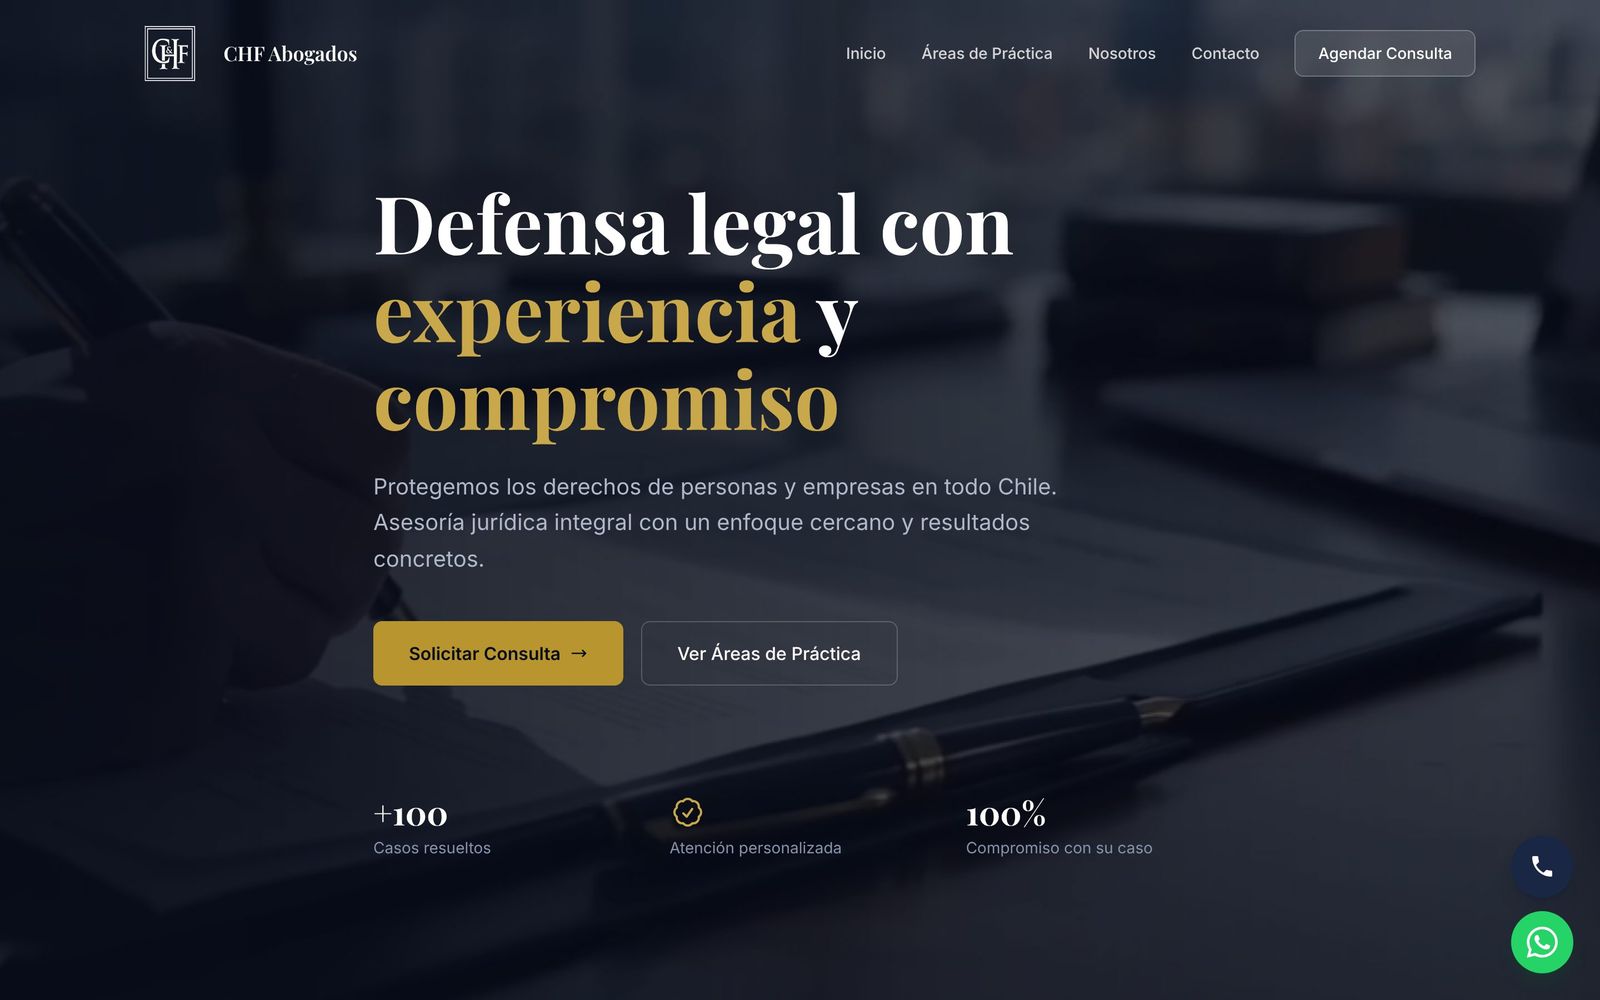 CH&F
CHF Abogados
Inicio
Áreas de Práctica
Nosotros
Contacto
Agendar Consulta
Defensa legal con
experiencia y
compromiso
Protegemos los derechos de personas y empresas en todo Chile.
Asesoría jurídica integral con un enfoque cercano y resultados
concretos.
Solicitar Consulta →
Ver Áreas de Práctica
+100
Casos resueltos
Atención personalizada
100%
Compromiso con su caso